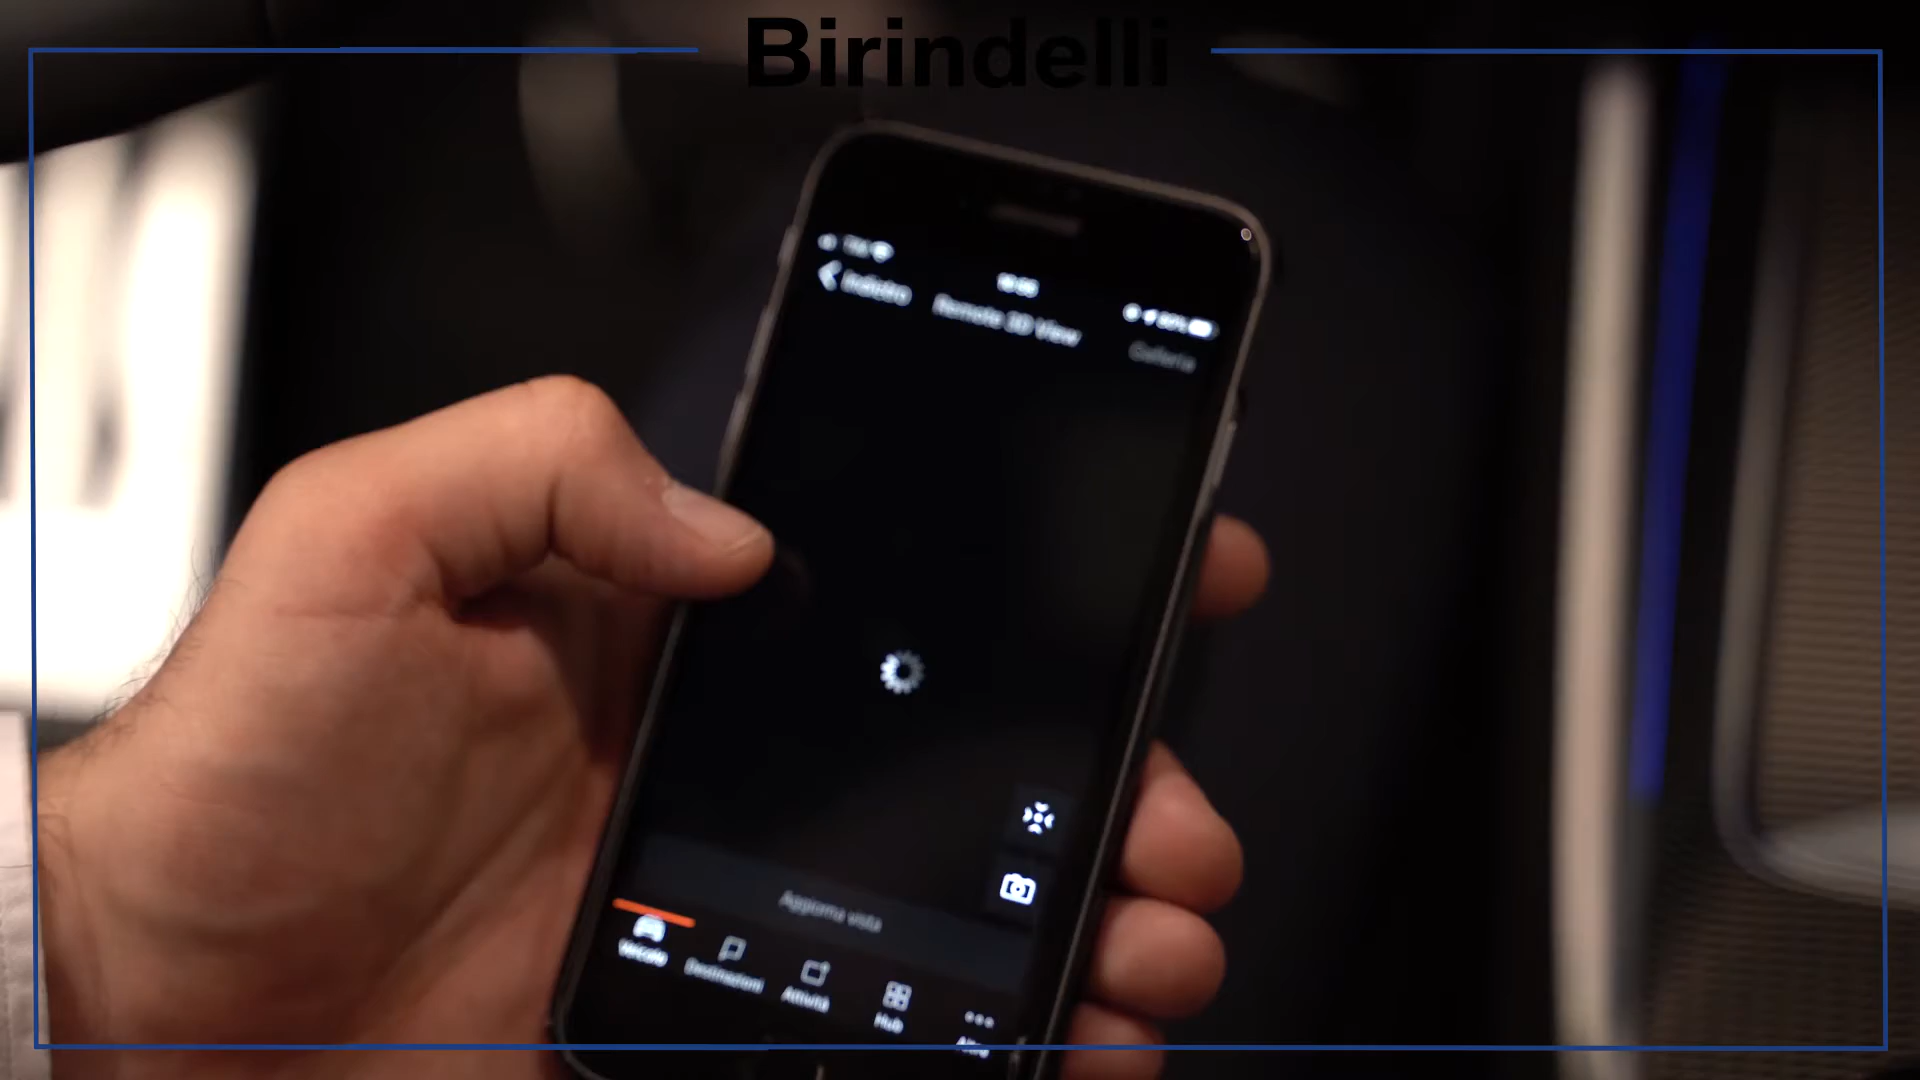 Birindelli
Indietro
Remote 3D View
Galleria
Aggiorna vista
Veicolo
Destinazioni
Attività
Hub
Altro